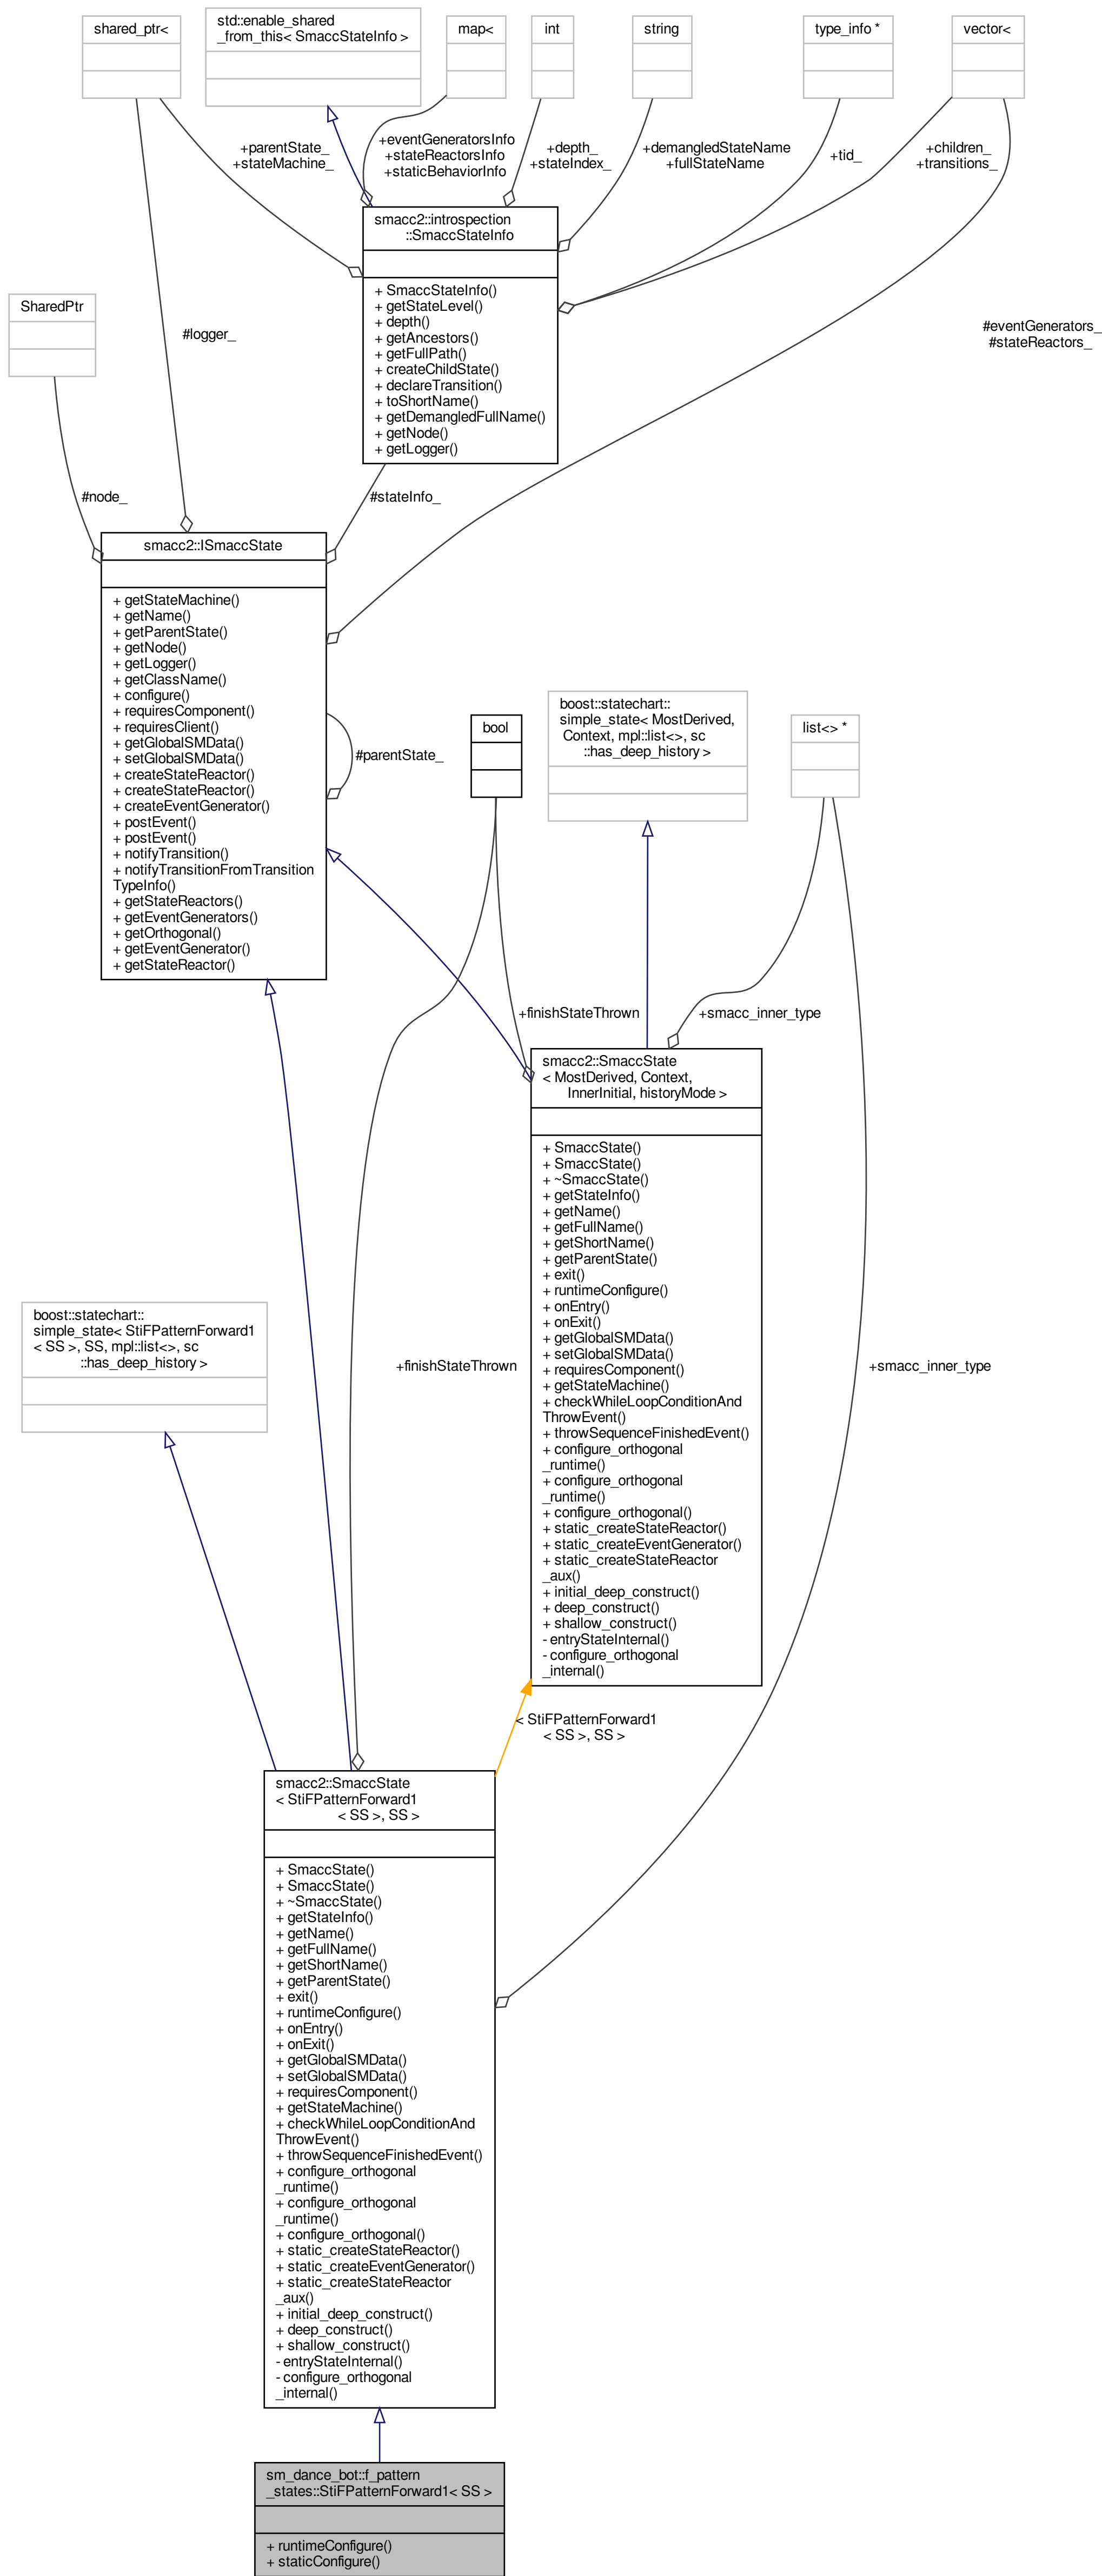 shared_ptr<
std::enable_shared
_from_this< SmaccStateInfo >
map<
int
string
type_info *
vector<
+parentState_
+stateMachine_
+eventGeneratorsInfo
+stateReactorsInfo
+staticBehaviorInfo
+depth_
+stateIndex_
+demangledStateName
+fullStateName
+tid_
+children_
+transitions_
smacc2::introspection
::SmaccStateInfo
+ SmaccStateInfo()
+ getStateLevel()
+ depth()
+ getAncestors()
+ getFullPath()
+ createChildState()
+ declareTransition()
+ toShortName()
+ getDemangledFullName()
+ getNode()
+ getLogger()
SharedPtr
#logger_
#eventGenerators_
#stateReactors_
#node_
#stateInfo_
smacc2::ISmaccState
+ getStateMachine()
+ getName()
+ getParentState()
+ getNode()
+ getLogger()
+ getClassName()
+ configure()
+ requiresComponent()
+ requiresClient()
+ getGlobalSMData()
+ setGlobalSMData()
+ createStateReactor()
+ createStateReactor()
+ createEventGenerator()
+ postEvent()
+ postEvent()
+ notifyTransition()
+ notifyTransitionFromTransition
TypeInfo()
+ getStateReactors()
+ getEventGenerators()
+ getOrthogonal()
+ getEventGenerator()
+ getStateReactor()
#parentState_
bool
boost::statechart::
simple_state< MostDerived,
Context, mpl::list<>, sc
::has_deep_history >
list<> *
+finishStateThrown
+smacc_inner_type
smacc2::SmaccState
< MostDerived, Context,
InnerInitial, historyMode >
+ SmaccState()
+ SmaccState()
+ ~SmaccState()
+ getStateInfo()
+ getName()
+ getFullName()
+ getShortName()
+ getParentState()
+ exit()
+ runtimeConfigure()
+ onEntry()
+ onExit()
+ getGlobalSMData()
+ setGlobalSMData()
+ requiresComponent()
+ getStateMachine()
+ checkWhileLoopConditionAnd
ThrowEvent()
+ throwSequenceFinishedEvent()
+ configure_orthogonal
_runtime()
+ configure_orthogonal
_runtime()
+ configure_orthogonal()
+ static_createStateReactor()
+ static_createEventGenerator()
+ static_createStateReactor
_aux()
+ initial_deep_construct()
+ deep_construct()
+ shallow_construct()
- entryStateInternal()
- configure_orthogonal
_internal()
boost::statechart::
simple_state< StiFPatternForward1
< SS >, SS, mpl::list<>, sc
::has_deep_history >
+finishStateThrown
+smacc_inner_type
< StiFPatternForward1
< SS >, SS >
smacc2::SmaccState
< StiFPatternForward1
< SS >, SS >
+ SmaccState()
+ SmaccState()
+ ~SmaccState()
+ getStateInfo()
+ getName()
+ getFullName()
+ getShortName()
+ getParentState()
+ exit()
+ runtimeConfigure()
+ onEntry()
+ onExit()
+ getGlobalSMData()
+ setGlobalSMData()
+ requiresComponent()
+ getStateMachine()
+ checkWhileLoopConditionAnd
ThrowEvent()
+ throwSequenceFinishedEvent()
+ configure_orthogonal
_runtime()
+ configure_orthogonal
_runtime()
+ configure_orthogonal()
+ static_createStateReactor()
+ static_createEventGenerator()
+ static_createStateReactor
_aux()
+ initial_deep_construct()
+ deep_construct()
+ shallow_construct()
- entryStateInternal()
- configure_orthogonal
_internal()
sm_dance_bot::f_pattern
_states::StiFPatternForward1< SS >
+ runtimeConfigure()
+ staticConfigure()